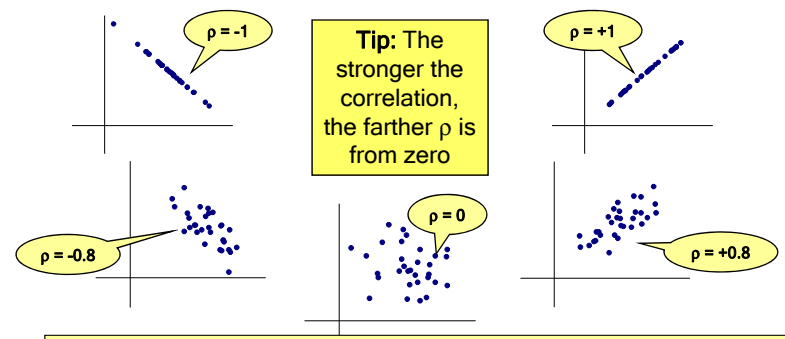 ρ = -1
Tip: The
stronger the
correlation,
the farther ρ is
from zero
ρ = +1
ρ = -0.8
ρ = 0
ρ = +0.8